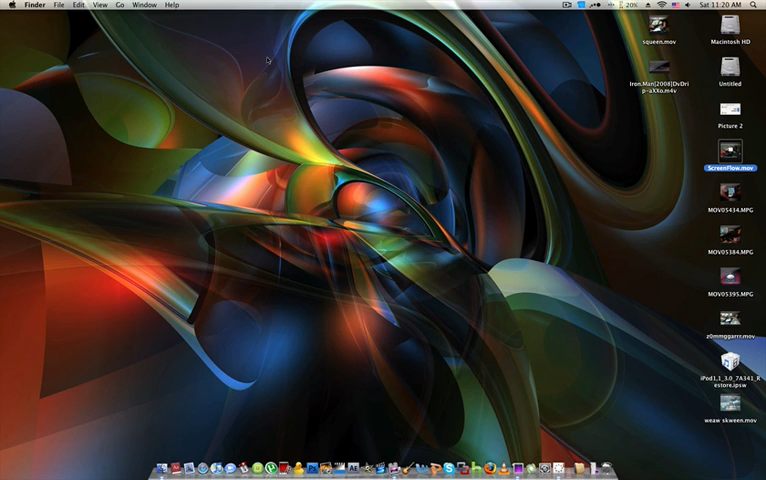 Finder File Edit View Go Window Help
20% Sat 11:20 AM
squeen.mov
Macintosh HD
Iron.Man[2008]DvDri
p-aXXo.m4v
Untitled
Picture 2
ScreenFlow.mov
MOV05434.MPG
MOV05384.MPG
MOV05395.MPG
z0mmggarrr.mov
iPod1,1_3.0_7A341_R
estore.ipsw
weaw skween.mov